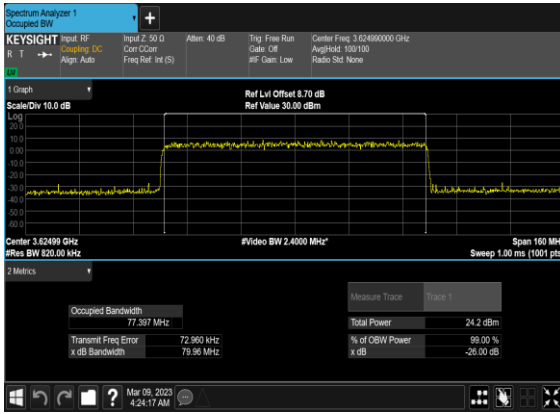 Spectrum Analyzer 1
Occupied BW
+
KEYSIGHT
R T
Input: RF
Coupling: DC
Align: Auto
Input Z: 50 Ω
Corr CCorr
Freq Ref: Int (S)
Atten: 40 dB
Trig: Free Run
Gate: Off
#IF Gain: Low
Center Freq: 3.624990000 GHz
Avg|Hold: 100/100
Radio Std: None
LW
1 Graph
Scale/Div 10.0 dB
Ref Lvl Offset 8.70 dB
Ref Value 30.00 dBm
Log
20.0
10.0
0.00
-10.0
-20.0
-30.0
-40.0
-50.0
-60.0
Center 3.62499 GHz
#Res BW 820.00 kHz
#Video BW 2.4000 MHz*
Span 160 MH
Sweep 1.00 ms (1001 pts
2 Metrics
Measure Trace
Trace 1
Occupied Bandwidth
77.397 MHz
Total Power
24.2 dBm
Transmit Freq Error
72.960 kHz
% of OBW Power
99.00 %
x dB Bandwidth
79.96 MHz
x dB
-26.00 dB
?
Mar 09, 2023
4:24:17 AM